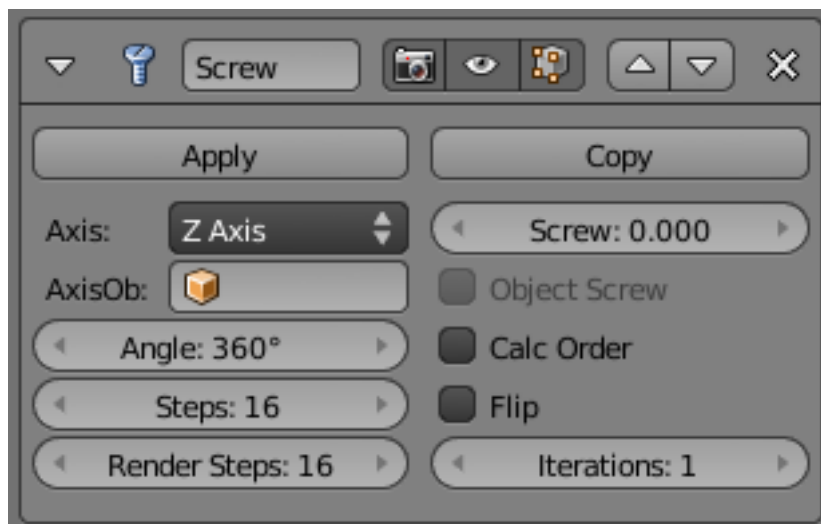 Screw
Apply Copy
Axis: Z Axis Screw: 0.000
AxisOb: Object Screw
Angle: 360° Calc Order
Steps: 16 Flip
Render Steps: 16 Iterations: 1